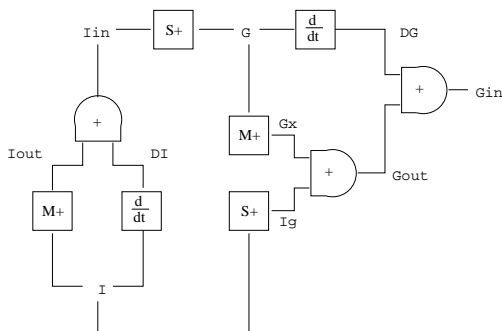 Iin S+ G d/dt DG
+ Gin
+ M+ Gx
Iout DI + Gout
M+ d/dt S+
Ig
I